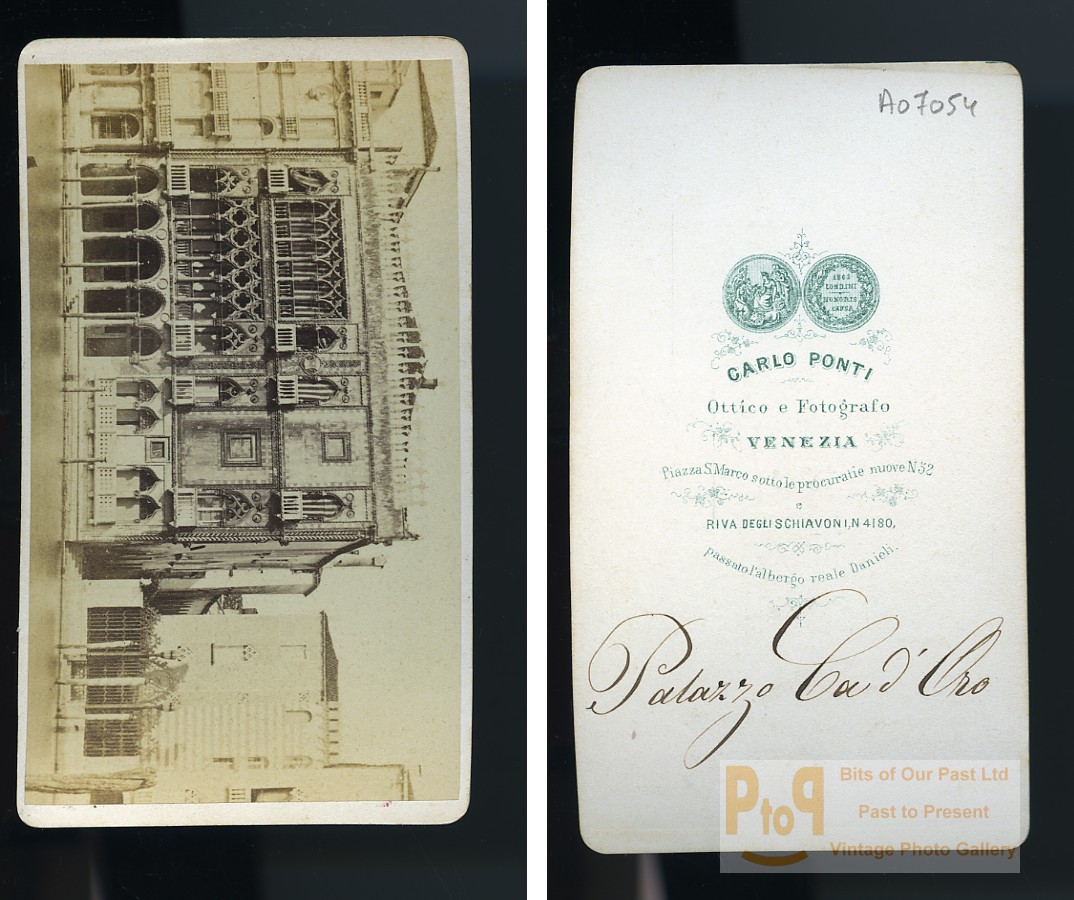 A07054
1862
LONDINI
HONORIS
CAUSA
CARLO PONTI
Ottico e Fotografo
VENEZIA
Piazza S. Marco sotto le procuratie nuove N. 52
e
RIVA DEGLI SCHIAVONI, N. 4180,
passato l'albergo reale Danieli.
Palazzo Ca d'Oro
PtoP
Bits of Our Past Ltd
Past to Present
Vintage Photo Gallery